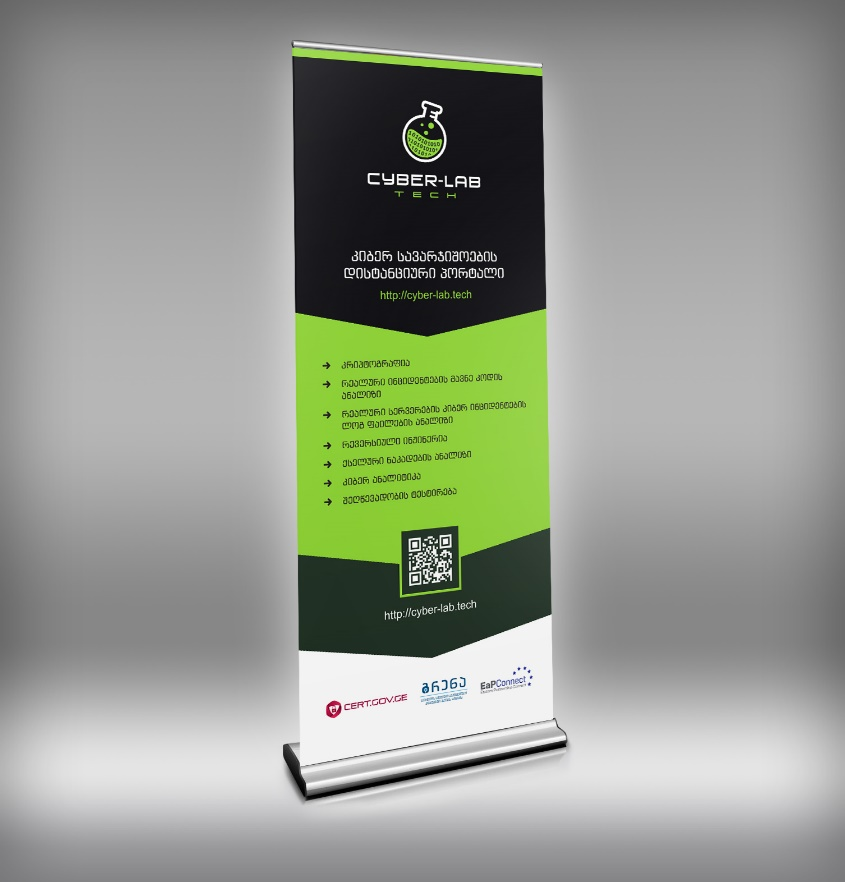 1010101010
CYBER-LAB
TECH
კიბერ სავარჯიშოების
დისტანციური პორტალი
http://cyber-lab.tech
კრიპტოგრაფია
რეალური ინციდენტების მავნე კოდის
ანალიზი
რეალური სერვერების კიბერ ინციდენტების
ლოგ ფაილების ანალიზი
რევერსიული ინჟინერია
ქსელური ნაკადების ანალიზი
კიბერ ანალიტიკა
შეღწევადობის ტესტირება
http://cyber-lab.tech
CERT.GOV.GE
გრენა
EaPConnect